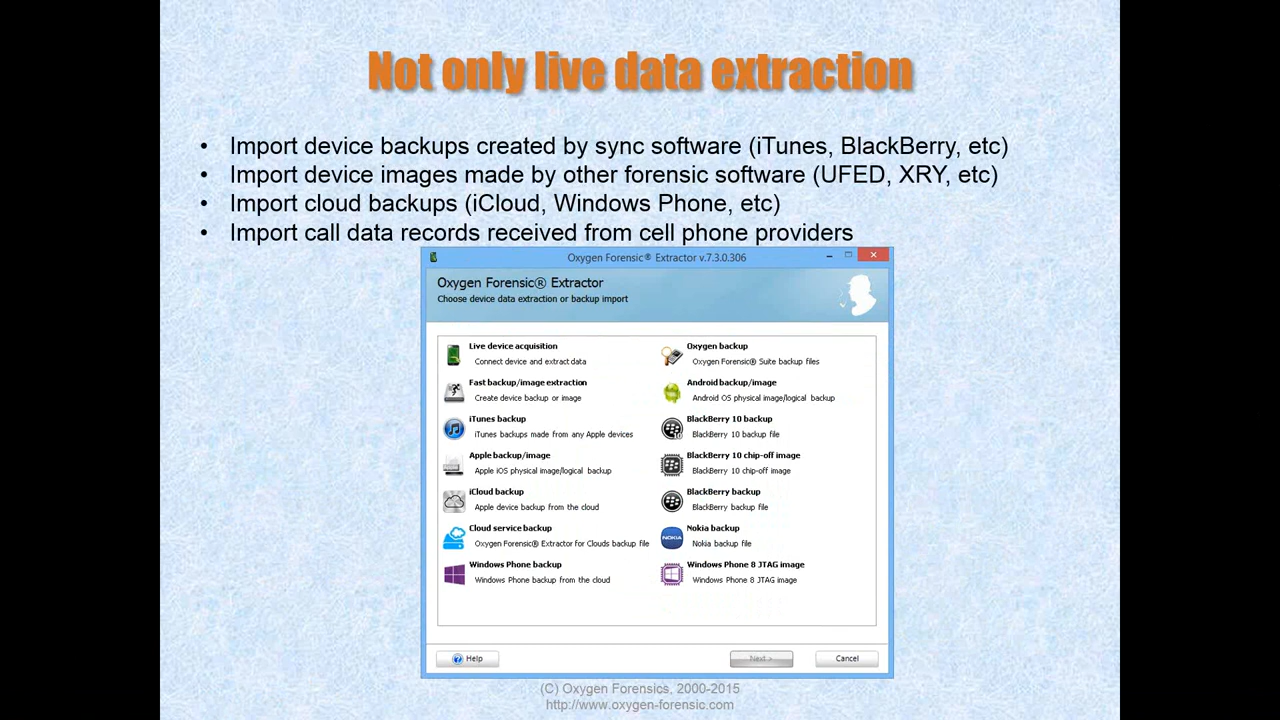 Not only live data extraction
• Import device backups created by sync software (iTunes, BlackBerry, etc)
• Import device images made by other forensic software (UFED, XRY, etc)
• Import cloud backups (iCloud, Windows Phone, etc)
• Import call data records received from cell phone providers
Oxygen Forensic® Extractor v.7.3.0.306
Oxygen Forensic® Extractor
Choose device data extraction or backup import
Live device acquisition
Connect device and extract data
Fast backup/image extraction
Create device backup or image
iTunes backup
iTunes backups made from any Apple devices
Apple backup/image
Apple iOS physical image/logical backup
iCloud backup
Apple device backup from the cloud
Cloud service backup
Oxygen Forensic® Extractor for Clouds backup file
Windows Phone backup
Windows Phone backup from the cloud
Oxygen backup
Oxygen Forensic® Suite backup files
Android backup/image
Android OS physical image/logical backup
BlackBerry 10 backup
BlackBerry 10 backup file
BlackBerry 10 chip-off image
BlackBerry 10 chip-off image
BlackBerry backup
BlackBerry backup file
NOKIA
Nokia backup
Nokia backup file
Windows Phone 8 JTAG image
Windows Phone 8 JTAG image
Help
Next >
Cancel
(C) Oxygen Forensics, 2000-2015
http://www.oxygen-forensic.com